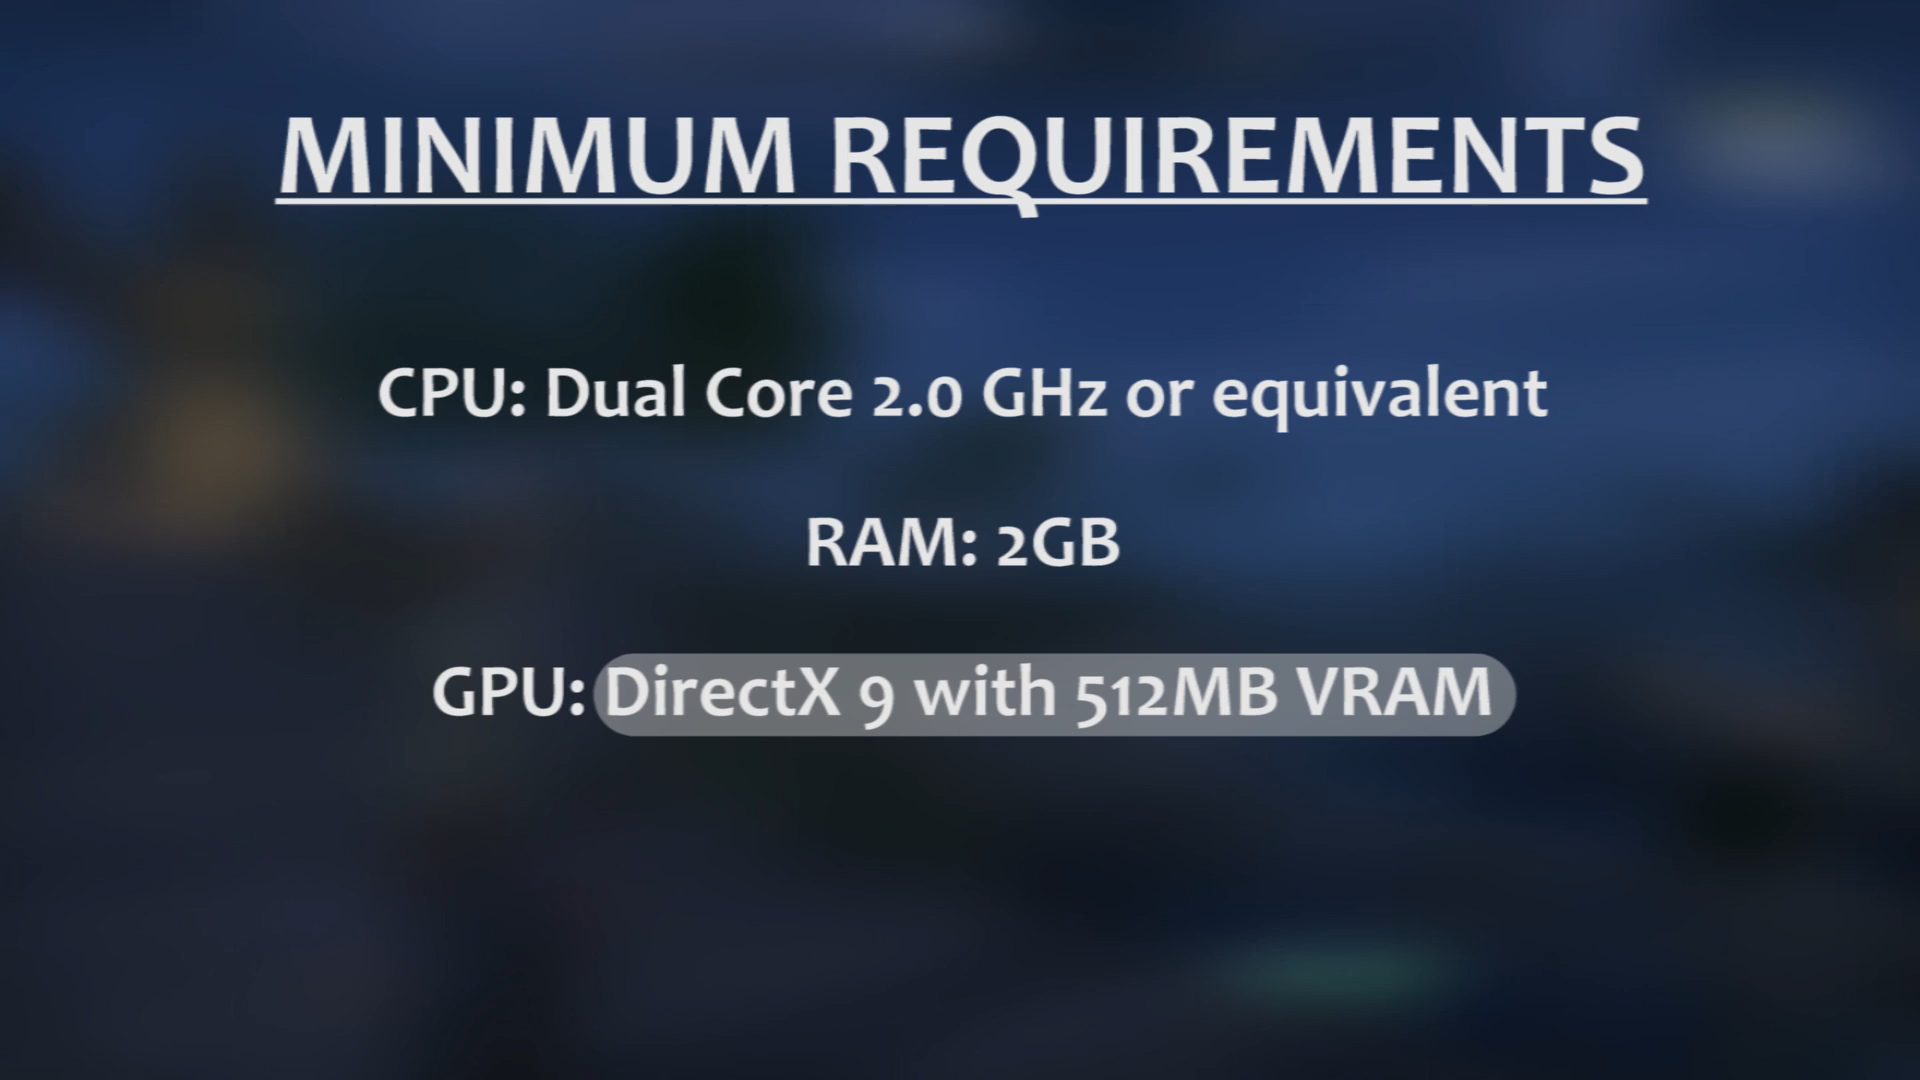 MINIMUM REQUIREMENTS
CPU: Dual Core 2.0 GHz or equivalent
RAM: 2GB
GPU: DirectX 9 with 512MB VRAM